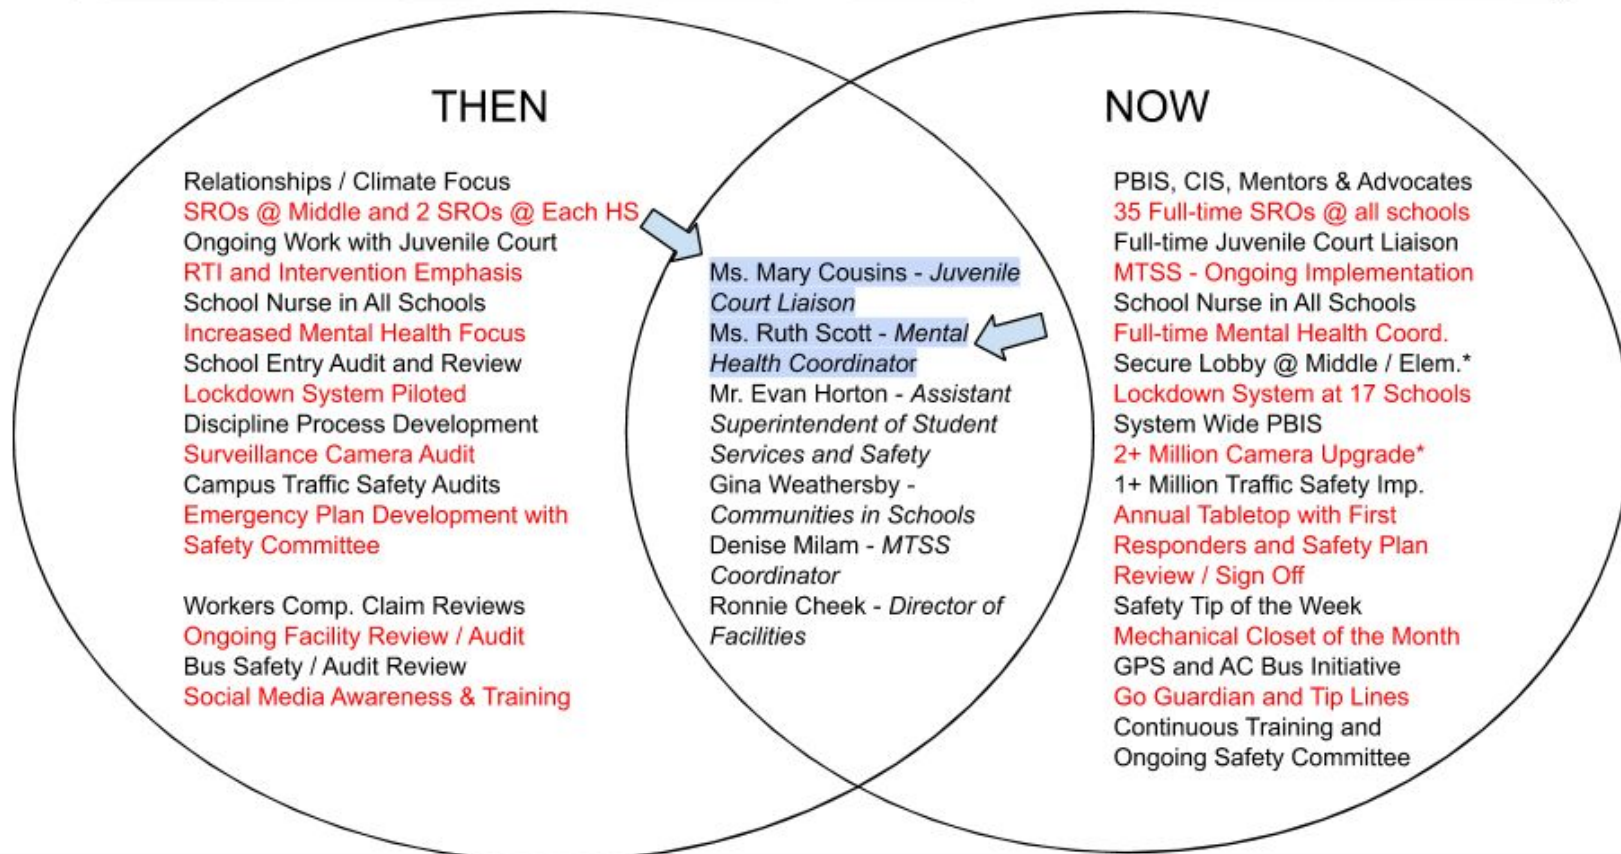 THEN
Relationships / Climate Focus
SROs @ Middle and 2 SROs @ Each HS
Ongoing Work with Juvenile Court
RTI and Intervention Emphasis
School Nurse in All Schools
Increased Mental Health Focus
School Entry Audit and Review
Lockdown System Piloted
Discipline Process Development
Surveillance Camera Audit
Campus Traffic Safety Audits
Emergency Plan Development with
Safety Committee
Workers Comp. Claim Reviews
Ongoing Facility Review / Audit
Bus Safety / Audit Review
Social Media Awareness & Training
Ms. Mary Cousins - Juvenile
Court Liaison
Ms. Ruth Scott - Mental
Health Coordinator
Mr. Evan Horton - Assistant
Superintendent of Student
Services and Safety
Gina Weathersby -
Communities in Schools
Denise Milam - MTSS
Coordinator
Ronnie Cheek - Director of
Facilities
NOW
PBIS, CIS, Mentors & Advocates
35 Full-time SROs @ all schools
Full-time Juvenile Court Liaison
MTSS - Ongoing Implementation
School Nurse in All Schools
Full-time Mental Health Coord.
Secure Lobby @ Middle / Elem.*
Lockdown System at 17 Schools
System Wide PBIS
2+ Million Camera Upgrade*
1+ Million Traffic Safety Imp.
Annual Tabletop with First
Responders and Safety Plan
Review / Sign Off
Safety Tip of the Week
Mechanical Closet of the Month
GPS and AC Bus Initiative
Go Guardian and Tip Lines
Continuous Training and
Ongoing Safety Committee